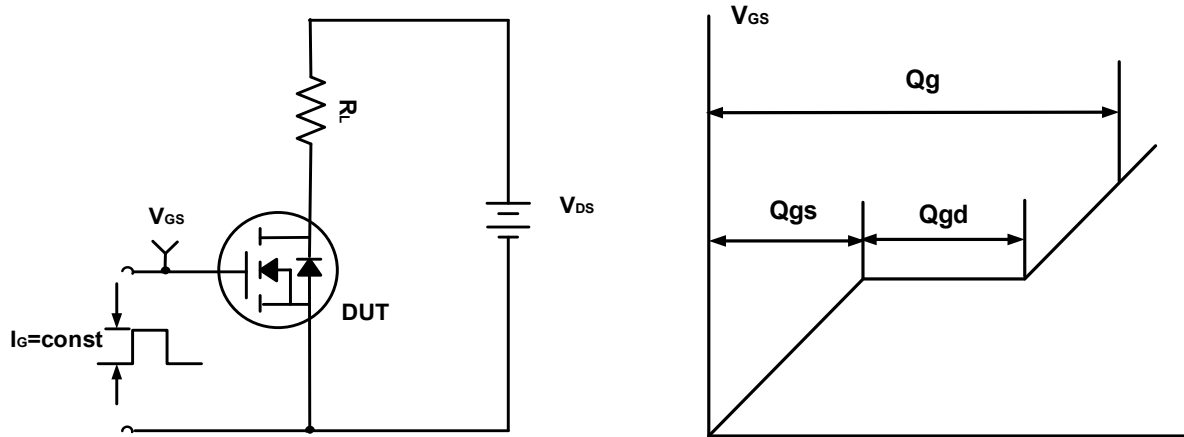 RL
VGS
VDS
DUT
IG=const
VGS
Qg
Qgs
Qgd